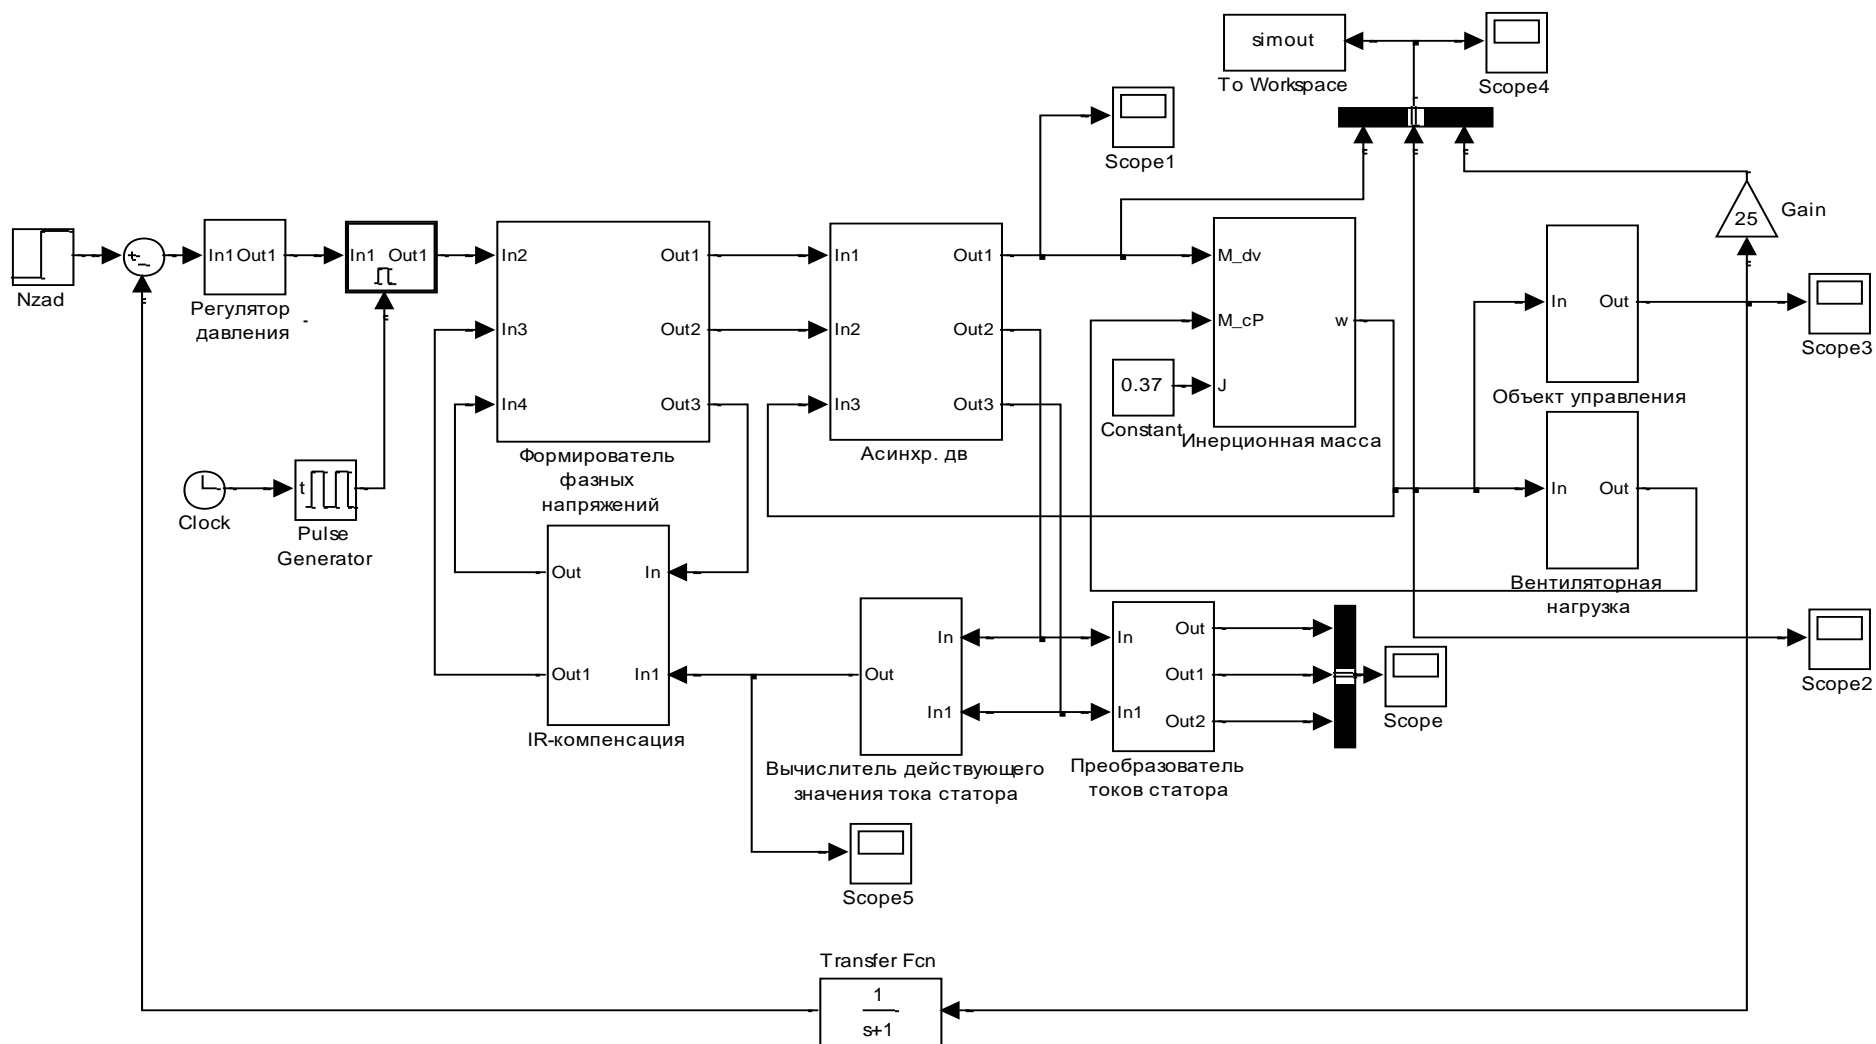 simout
To Workspace
Scope4
Scope1
25
Gain
Nzad
+
-
In1 Out1
Регулятор
давления
-
In1 Out1
In2
In3
In4
Out1
Out2
Out3
Формирователь
фазных
напряжений
In1
In2
In3
Out1
Out2
Out3
Асинхр. дв
M_dv
M_cP
J
w
Инерционная масса
0.37
Constant
In
Out
Объект управления
Scope3
In
Out
Вентиляторная
нагрузка
Scope2
Clock
t
Pulse
Generator
Out
In
Out1
In1
IR-компенсация
In
Out
In1
Вычислитель действующего
значения тока статора
In
In1
Out
Out1
Out2
Преобразователь
токов статора
Scope
Scope5
Transfer Fcn
1
s+1